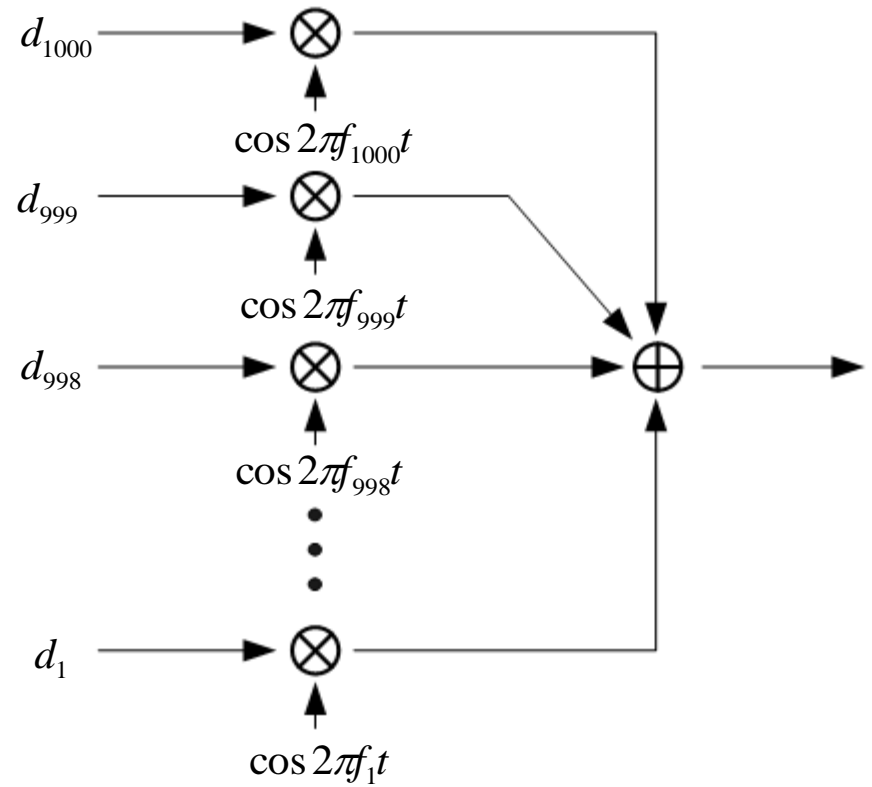 d₁₀₀₀
cos 2πf₁₀₀₀t
d₉₉₉
cos 2πf₉₉₉t
d₉₉₈
cos 2πf₉₉₈t
d₁
cos 2πf₁t